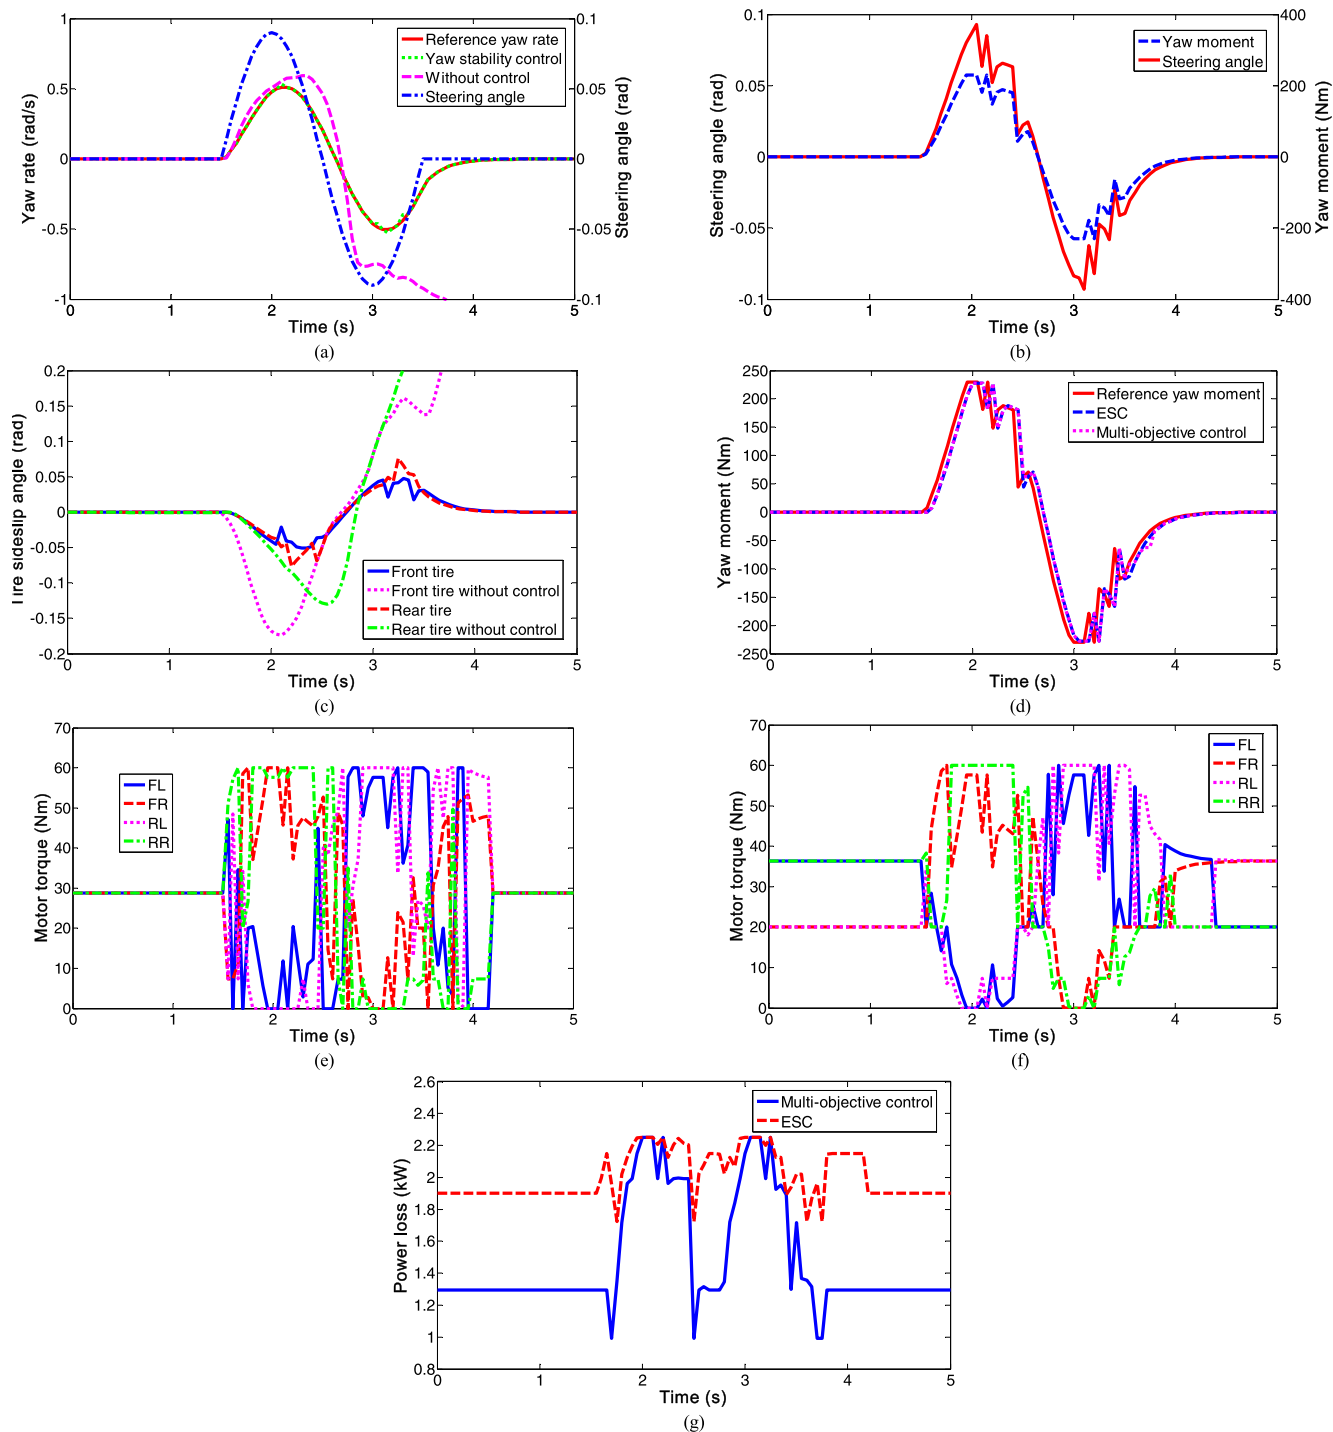 1
0.5
0
-0.5
-1
0.1
0.05
0
-0.05
-0.1
0 1 2 3 4 5
Yaw rate (rad/s)
Steering angle (rad)
Time (s)
Reference yaw rate
Yaw stability control
Without control
Steering angle
(a)
0.1
0.05
0
-0.05
-0.1
400
200
0
-200
-400
0 1 2 3 4 5
Steering angle (rad)
Yaw moment (Nm)
Time (s)
Yaw moment
Steering angle
(b)
0.2
0.15
0.1
0.05
0
-0.05
-0.1
-0.15
-0.2
0 1 2 3 4 5
Tire sideslip angle (rad)
Time (s)
Front tire
Front tire without control
Rear tire
Rear tire without control
(c)
250
200
150
100
50
0
-50
-100
-150
-200
-250
0 1 2 3 4 5
Yaw moment (Nm)
Time (s)
Reference yaw moment
ESC
Multi-objective control
(d)
70
60
50
40
30
20
10
0
0 1 2 3 4 5
Motor torque (Nm)
Time (s)
FL
FR
RL
RR
(e)
70
60
50
40
30
20
10
0
0 1 2 3 4 5
Motor torque (Nm)
Time (s)
FL
FR
RL
RR
(f)
2.6
2.4
2.2
2
1.8
1.6
1.4
1.2
1
0.8
0 1 2 3 4 5
Power loss (kW)
Time (s)
Multi-objective control
ESC
(g)